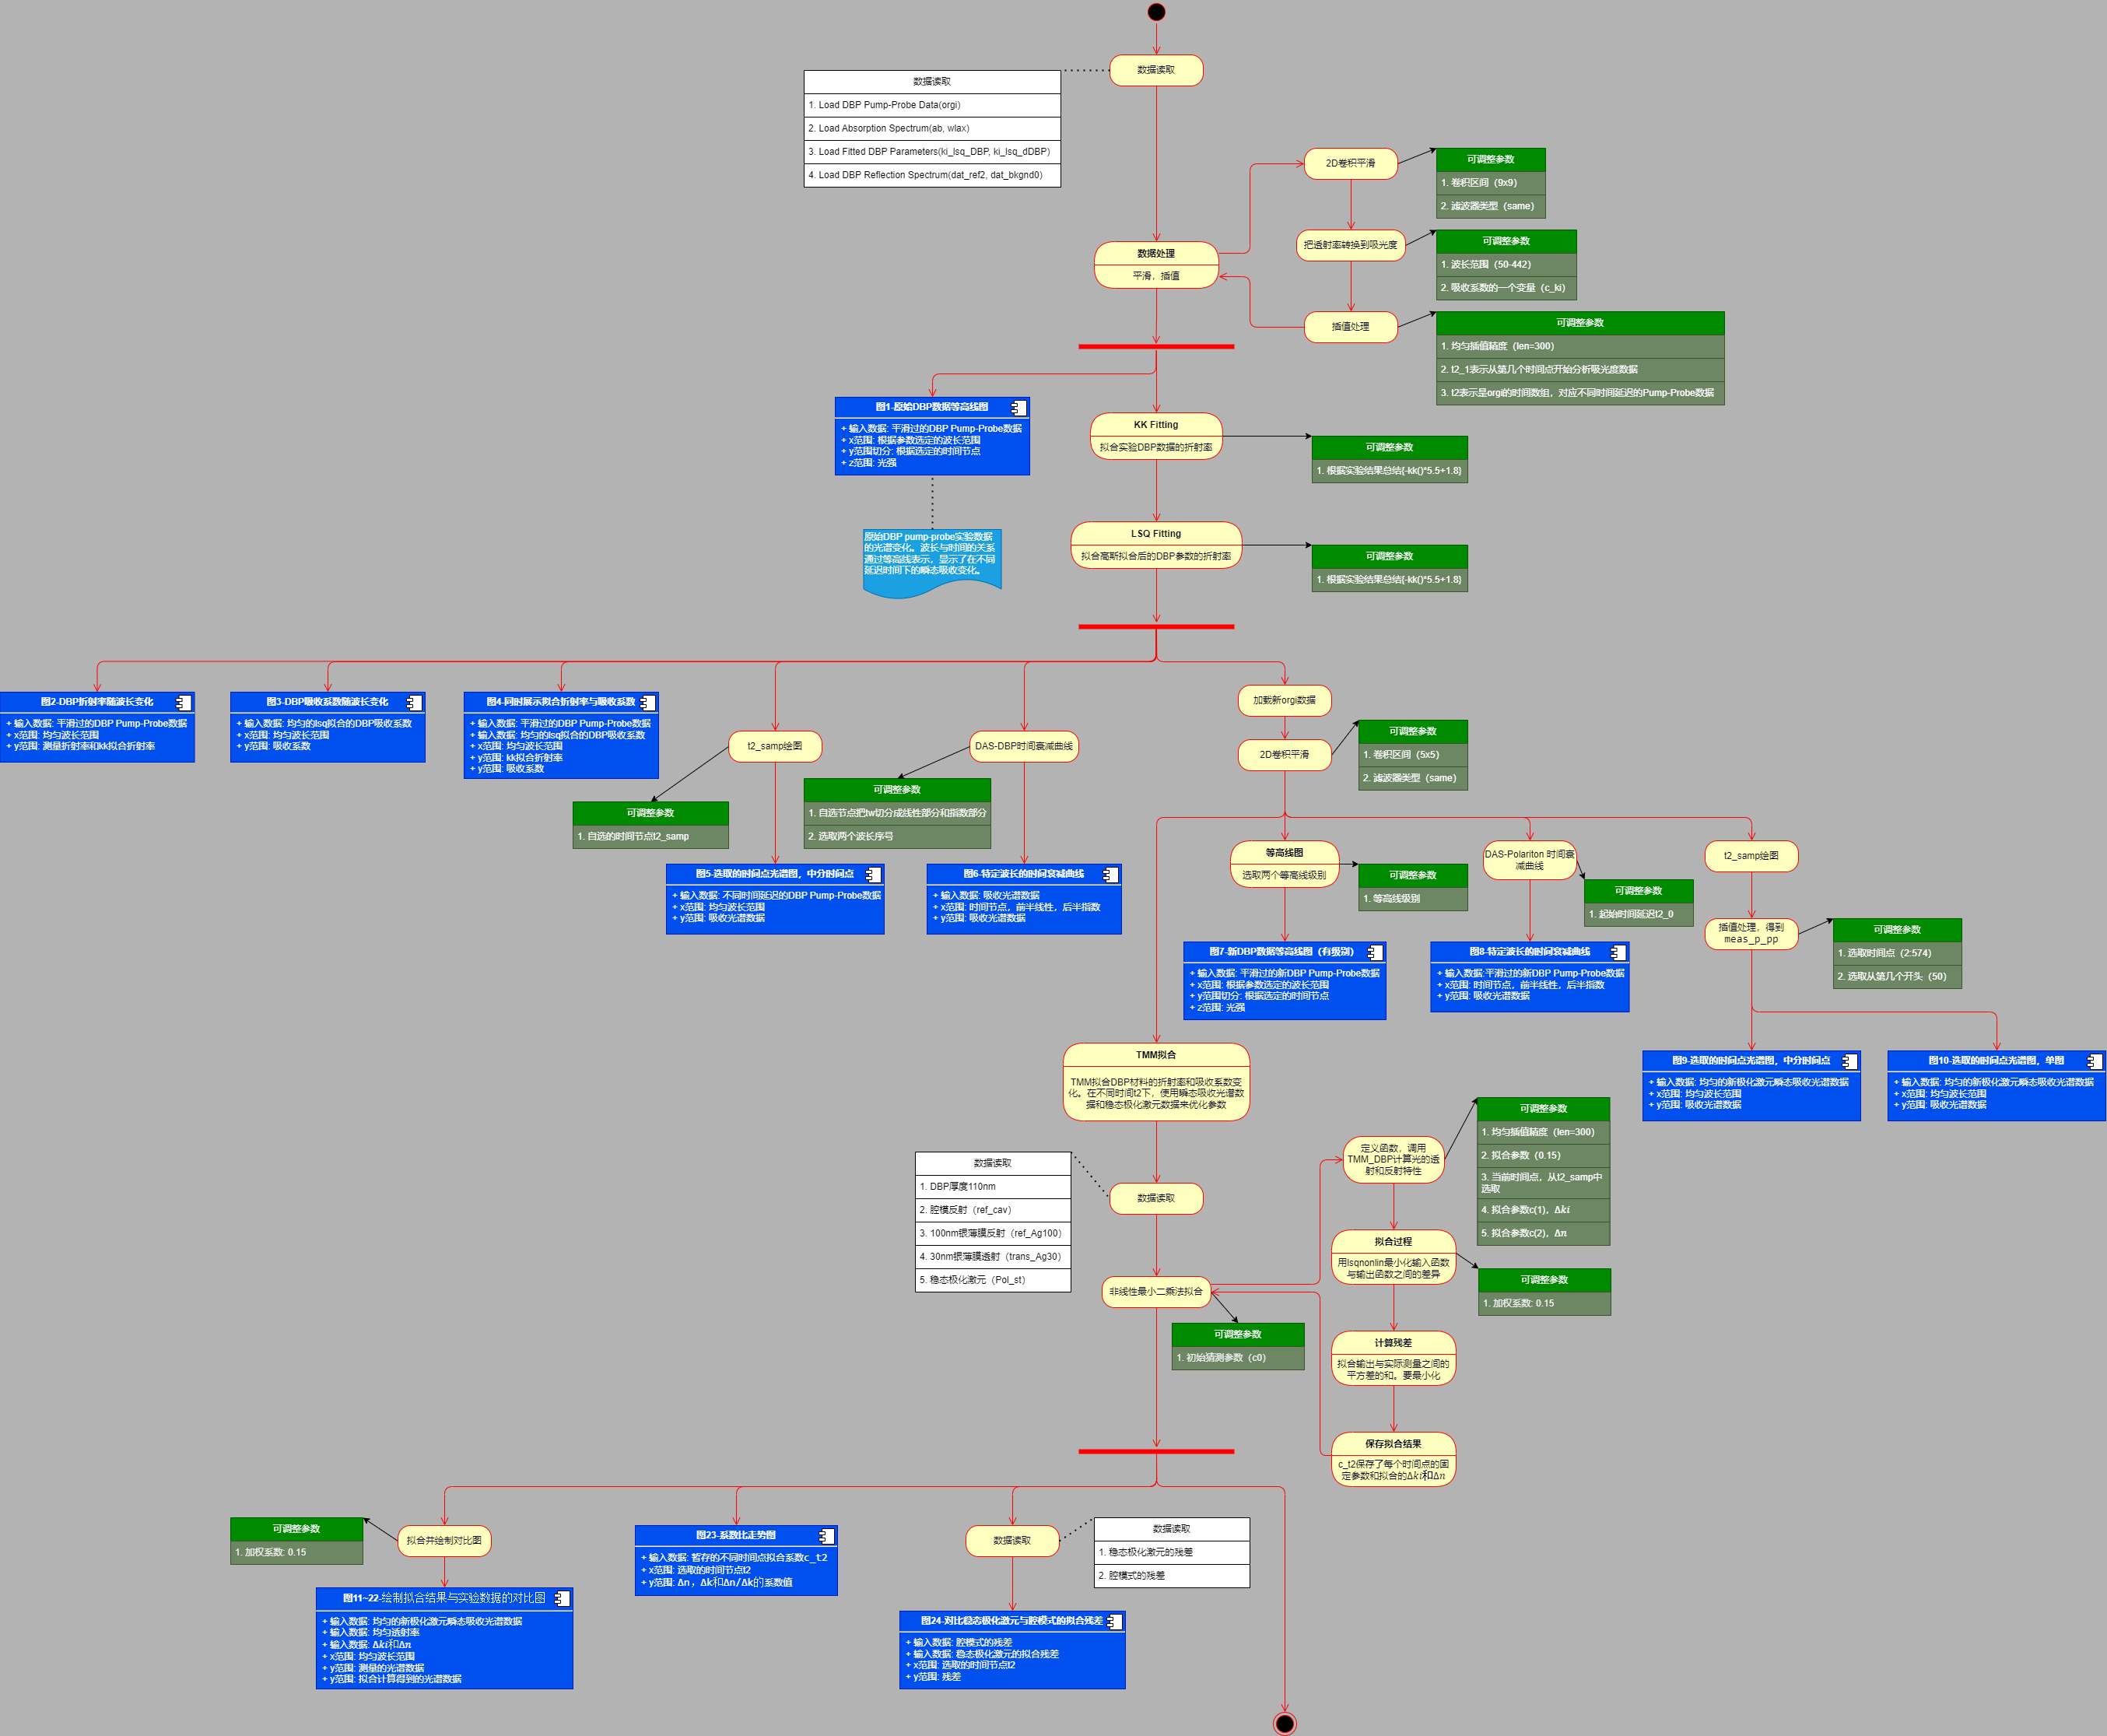 数据读取
数据读取
1. Load DBP Pump-Probe Data(orgi)
2. Load Absorption Spectrum(ab, wlax)
3. Load Fitted DBP Parameters(ki_lsq_DBP, ki_lsq_dDBP)
4. Load DBP Reflection Spectrum(dat_ref2, dat_bkgnd0)
数据处理
平滑，插值
2D卷积平滑
可调整参数
1. 卷积区间（9x9）
2. 滤波器类型（same）
把透射率转换到吸光度
可调整参数
1. 波长范围（50-442）
2. 吸收系数的一个变量（c_ki）
插值处理
可调整参数
1. 均匀插值精度（len=300）
2. t2_1表示从第几个时间点开始分析吸光度数据
3. t2表示是orgi的时间数组，对应不同时间延迟的Pump-Probe数据
图1-原始DBP数据等高线图
+ 输入数据: 平滑过的DBP Pump-Probe数据
+ x范围: 根据参数选定的波长范围
+ y范围切分: 根据选定的时间节点
+ z范围: 光强
原始DBP pump-probe实验数据
的光谱变化。波长与时间的关系
通过等高线表示，显示了在不同
延迟时间下的瞬态吸收变化。
KK Fitting
拟合实验DBP数据的折射率
可调整参数
1. 根据实验结果总结{-kk()*5.5+1.8}
LSQ Fitting
拟合高斯拟合后的DBP参数的折射率
可调整参数
1. 根据实验结果总结{-kk()*5.5+1.8}
图2-DBP折射率随波长变化
+ 输入数据: 平滑过的DBP Pump-Probe数据
+ x范围: 均匀波长范围
+ y范围: 测量折射率和kk拟合折射率
图3-DBP吸收系数随波长变化
+ 输入数据: 均匀的lsq拟合的DBP吸收系数
+ x范围: 均匀波长范围
+ y范围: 吸收系数
图4-同时展示拟合折射率与吸收系数
+ 输入数据: 平滑过的DBP Pump-Probe数据
+ 输入数据: 均匀的lsq拟合的DBP吸收系数
+ x范围: 均匀波长范围
+ y范围: kk拟合折射率
+ y范围: 吸收系数
t2_samp绘图
可调整参数
1. 自选的时间节点t2_samp
图5-选取的时间点光谱图，中分时间点
+ 输入数据: 不同时间延迟的DBP Pump-Probe数据
+ x范围: 均匀波长范围
+ y范围: 吸收光谱数据
DAS-DBP时间衰减曲线
可调整参数
1. 自选节点把lw切分成线性部分和指数部分
2. 选取两个波长序号
图6-特定波长的时间衰减曲线
+ 输入数据: 吸收光谱数据
+ x范围: 时间节点，前半线性，后半指数
+ y范围: 吸收光谱数据
加载新orgi数据
2D卷积平滑
可调整参数
1. 卷积区间（5x5）
2. 滤波器类型（same）
等高线图
选取两个等高线级别
可调整参数
1. 等高线级别
图7-新DBP数据等高线图（有级别）
+ 输入数据: 平滑过的新DBP Pump-Probe数据
+ x范围: 根据参数选定的波长范围
+ y范围切分: 根据选定的时间节点
+ z范围: 光强
DAS-Polariton 时间衰
减曲线
可调整参数
1. 起始时间延迟t2_0
图8-特定波长的时间衰减曲线
+ 输入数据:平滑过的新DBP Pump-Probe数据
+ x范围: 时间节点，前半线性，后半指数
+ y范围: 吸收光谱数据
t2_samp绘图
插值处理，得到
meas_p_pp
可调整参数
1. 选取时间点（2:574）
2. 选取从第几个开头（50）
图9-选取的时间点光谱图，中分时间点
+ 输入数据: 均匀的新极化激元瞬态吸收光谱数据
+ x范围: 均匀波长范围
+ y范围: 吸收光谱数据
图10-选取的时间点光谱图，单图
+ 输入数据: 均匀的新极化激元瞬态吸收光谱数据
+ x范围: 均匀波长范围
+ y范围: 吸收光谱数据
TMM拟合
TMM拟合DBP材料的折射率和吸收系数变
化。在不同时间t2下，使用瞬态吸收光谱数
据和稳态极化激元数据来优化参数
数据读取
数据读取
1. DBP厚度110nm
2. 腔模反射（ref_cav）
3. 100nm银薄膜反射（ref_Ag100）
4. 30nm银薄膜透射（trans_Ag30）
5. 稳态极化激元（Pol_st）
非线性最小二乘法拟合
可调整参数
1. 初始猜测参数（c0）
定义函数，调用
TMM_DBP计算光的透
射和反射特性
可调整参数
1. 均匀插值精度（len=300）
2. 拟合参数（0.15）
3. 当前时间点，从t2_samp中
选取
4. 拟合参数c(1)，Δki
5. 拟合参数c(2)，Δn
拟合过程
用lsqnonlin最小化输入函数
与输出函数之间的差异
可调整参数
1. 加权系数: 0.15
计算残差
拟合输出与实际测量之间的
平方差的和。要最小化
保存拟合结果
c_t2保存了每个时间点的固
定参数和拟合的Δki和Δn
拟合并绘制对比图
可调整参数
1. 加权系数: 0.15
图11~22-绘制拟合结果与实验数据的对比图
+ 输入数据: 均匀的新极化激元瞬态吸收光谱数据
+ 输入数据: 均匀透射率
+ 输入数据: Δki和Δn
+ x范围: 均匀波长范围
+ y范围: 测量的光谱数据
+ y范围: 拟合计算得到的光谱数据
图23-系数比走势图
+ 输入数据: 暂存的不同时间点拟合系数c_t2
+ x范围: 选取的时间节点t2
+ y范围: Δn，Δk和Δn/Δk的系数值
数据读取
数据读取
1. 稳态极化激元的残差
2. 腔模式的残差
图24-对比稳态极化激元与腔模式的拟合残差
+ 输入数据: 腔模式的残差
+ 输入数据: 稳态极化激元的拟合残差
+ x范围: 选取的时间节点t2
+ y范围: 残差